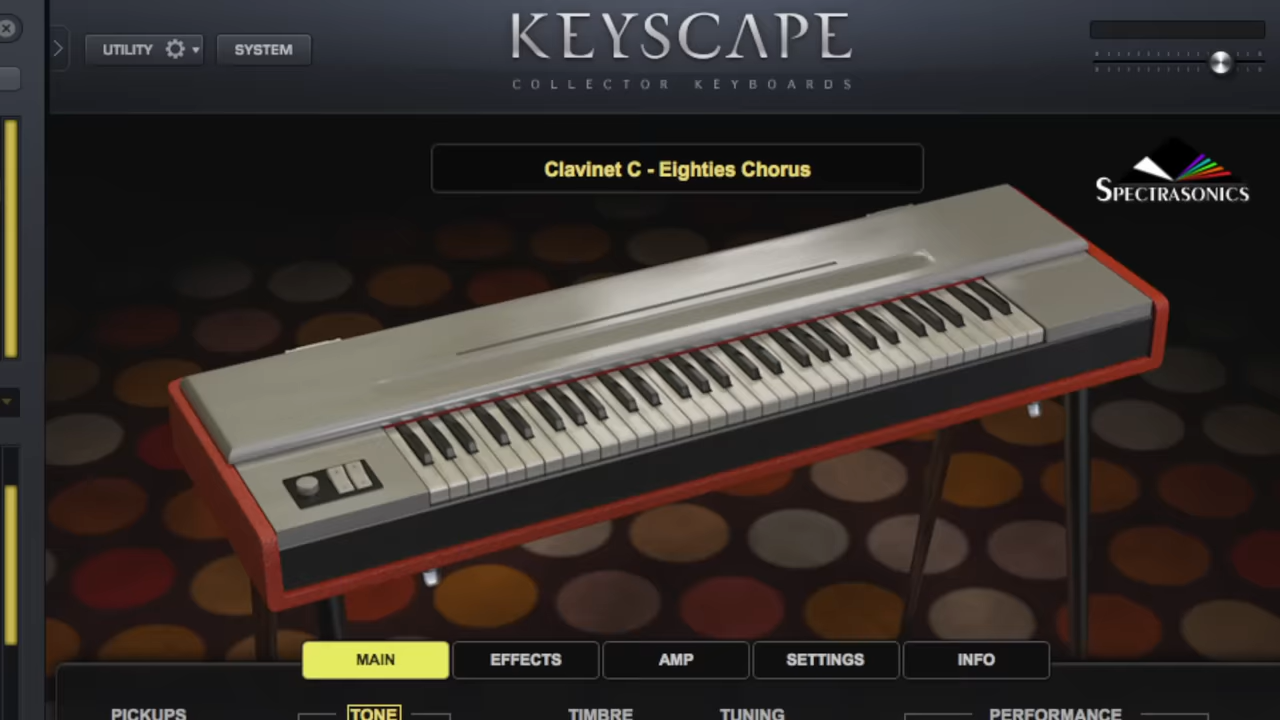 KEYSCAPE
UTILITY
SYSTEM
COLLECTOR KEYBOARDS
Clavinet C - Eighties Chorus
SPECTRASONICS
MAIN
EFFECTS
AMP
SETTINGS
INFO
PICKUPS
TONE
TIMBRE
TUNING
PERFORMANCE